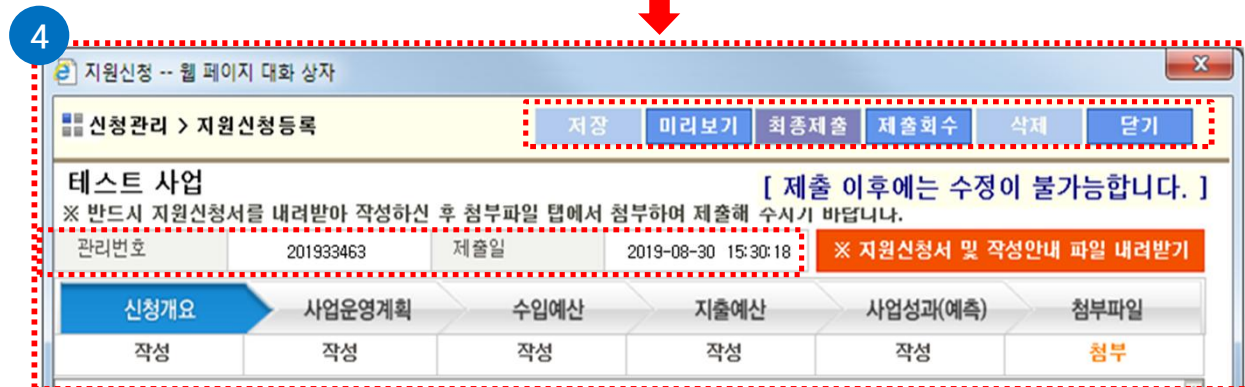 4
지원신청 -- 웹 페이지 대화 상자
x
신청관리 > 지원신청등록
저장 미리보기 최종제출 제출회수 삭제 닫기
테스트 사업
[ 제출 이후에는 수정이 불가능합니다. ]
※ 반드시 지원신청서를 내려받아 작성하신 후 첨부파일 탭에서 첨부하여 제출해 주시기 바랍니다.
관리번호 201933463 제출일 2019-08-30 15:30:18 ※ 지원신청서 및 작성안내 파일 내려받기
신청개요 사업운영계획 수입예산 지출예산 사업성과(예측) 첨부파일
작성 작성 작성 작성 작성 첨부